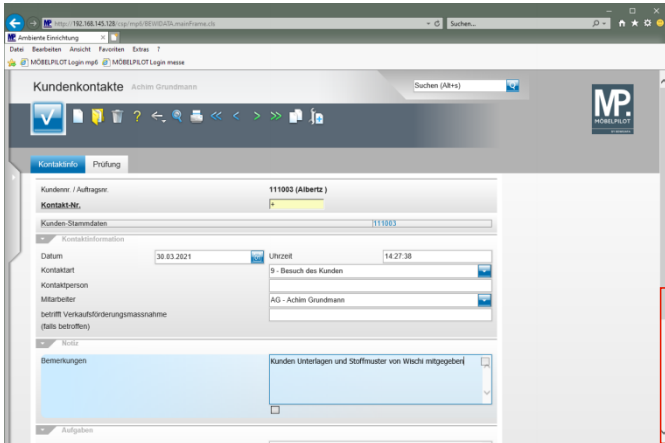 http://192.168.145.128/csp/mp6/BEWIDATA.mainFrame.cls
Suchen...
Ambiente Einrichtung
Datei Bearbeiten Ansicht Favoriten Extras ?
MÖBELPILOT Login mp6 MÖBELPILOT Login messe
Kundenkontakte Achim Grundmann
Suchen (Alt+s)
MP.
MÖBELPILOT
Kontaktinfo Prüfung
Kundennr. / Auftragsnr. 111003 (Albertz )
Kontakt-Nr. +
Kunden-Stammdaten 111003
Kontaktinformation
Datum 30.03.2021 Uhrzeit 14:27:38
Kontaktart 9 - Besuch des Kunden
Kontaktperson
Mitarbeiter AG - Achim Grundmann
betrifft Verkaufsförderungsmassnahme
(falls betroffen)
Notiz
Bemerkungen Kunden Unterlagen und Stoffmuster von Wischi mitgegeben
Aufgaben